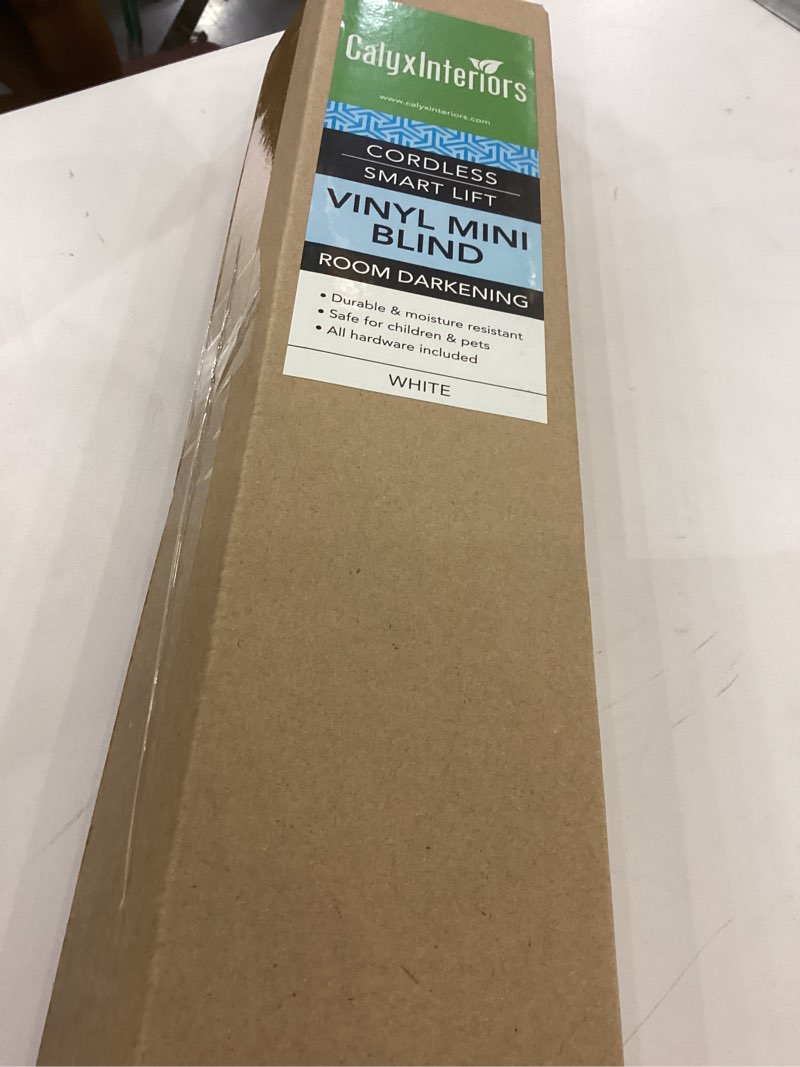 CalyxInteriors
www.calyxinteriors.com
CORDLESS
SMART LIFT
VINYL MINI
BLIND
ROOM DARKENING
• Durable & moisture resistant
• Safe for children & pets
• All hardware included
WHITE